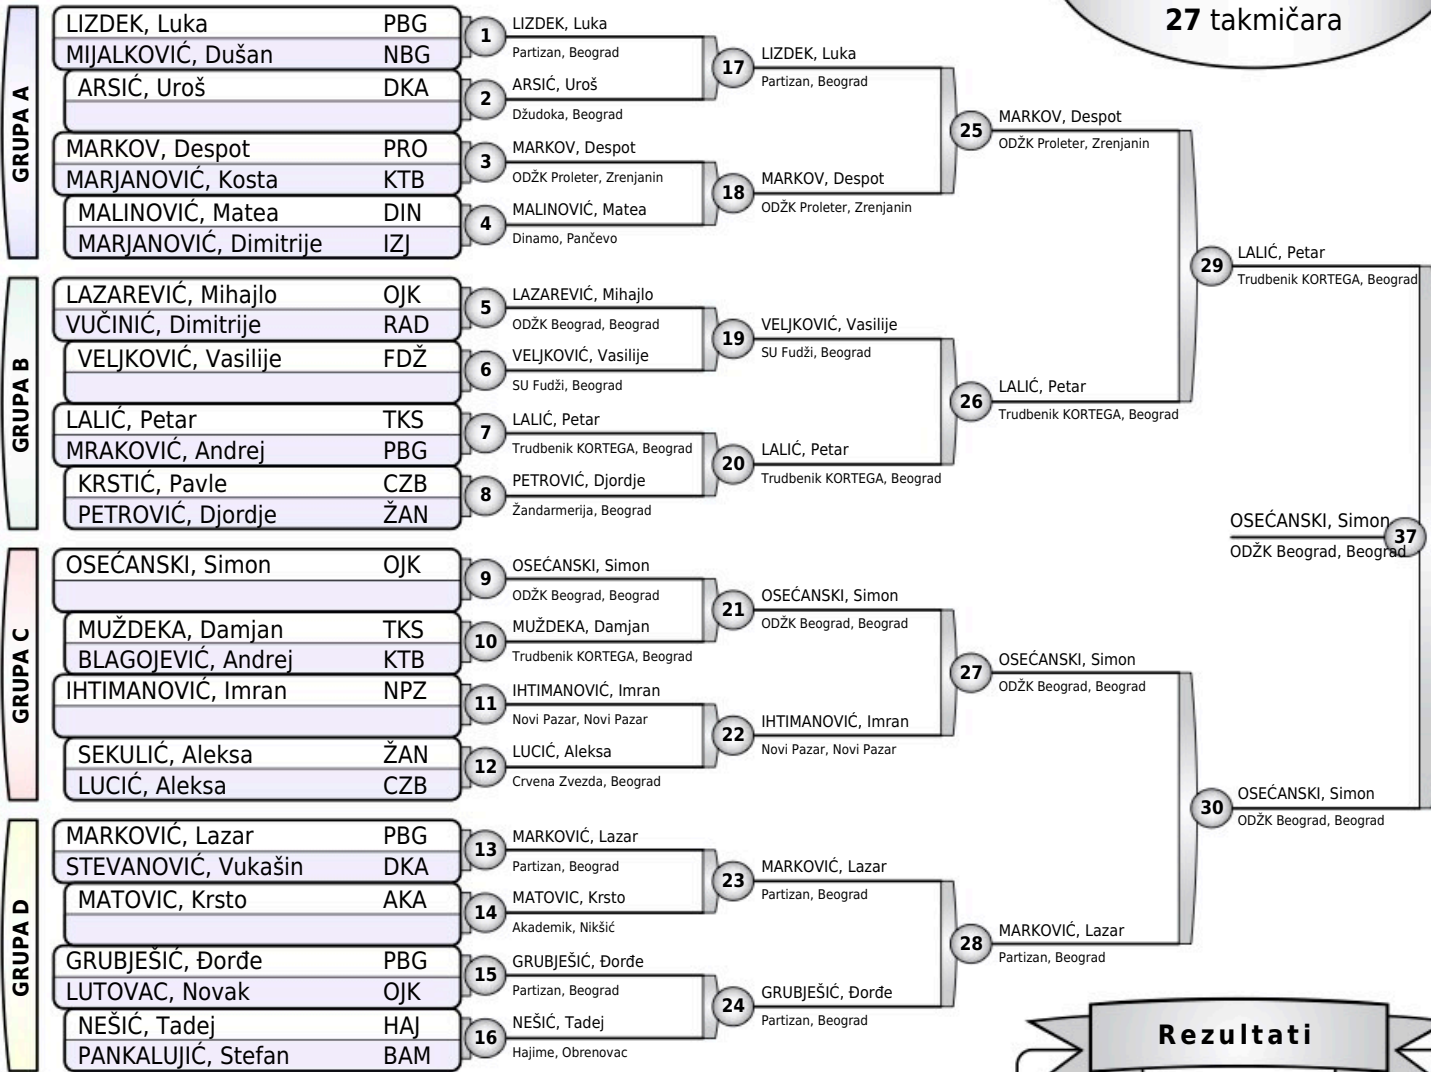 27 takmičara
GRUPA A
LIZDEK, Luka PBG
MIJALKOVIĆ, Dušan NBG
ARSIĆ, Uroš DKA
MARKOV, Despot PRO
MARJANOVIĆ, Kosta KTB
MALINOVIĆ, Matea DIN
MARJANOVIĆ, Dimitrije IZJ
GRUPA B
LAZAREVIĆ, Mihajlo OJK
VUČINIĆ, Dimitrije RAD
VELJKOVIĆ, Vasilije FDŽ
LALIĆ, Petar TKS
MRAKOVIĆ, Andrej PBG
KRSTIĆ, Pavle CZB
PETROVIĆ, Djordje ŽAN
GRUPA C
OSEĆANSKI, Simon OJK
MUŽDEKA, Damjan TKS
BLAGOJEVIĆ, Andrej KTB
IHTIMANOVIĆ, Imran NPZ
SEKULIĆ, Aleksa ŽAN
LUCIĆ, Aleksa CZB
GRUPA D
MARKOVIĆ, Lazar PBG
STEVANOVIĆ, Vukašin DKA
MATOVIC, Krsto AKA
GRUBJEŠIĆ, Đorđe PBG
LUTOVAC, Novak OJK
NEŠIĆ, Tadej HAJ
PANKALUJIĆ, Stefan BAM
1 LIZDEK, Luka
Partizan, Beograd
2 ARSIĆ, Uroš
Džudoka, Beograd
3 MARKOV, Despot
ODŽK Proleter, Zrenjanin
4 MALINOVIĆ, Matea
Dinamo, Pančevo
5 LAZAREVIĆ, Mihajlo
ODŽK Beograd, Beograd
6 VELJKOVIĆ, Vasilije
SU Fudži, Beograd
7 LALIĆ, Petar
Trudbenik KORTEGA, Beograd
8 PETROVIĆ, Djordje
Žandarmerija, Beograd
9 OSEĆANSKI, Simon
ODŽK Beograd, Beograd
10 MUŽDEKA, Damjan
Trudbenik KORTEGA, Beograd
11 IHTIMANOVIĆ, Imran
Novi Pazar, Novi Pazar
12 LUCIĆ, Aleksa
Crvena Zvezda, Beograd
13 MARKOVIĆ, Lazar
Partizan, Beograd
14 MATOVIC, Krsto
Akademik, Nikšić
15 GRUBJEŠIĆ, Đorđe
Partizan, Beograd
16 NEŠIĆ, Tadej
Hajime, Obrenovac
17 LIZDEK, Luka
Partizan, Beograd
18 MARKOV, Despot
ODŽK Proleter, Zrenjanin
19 VELJKOVIĆ, Vasilije
SU Fudži, Beograd
20 LALIĆ, Petar
Trudbenik KORTEGA, Beograd
21 OSEĆANSKI, Simon
ODŽK Beograd, Beograd
22 IHTIMANOVIĆ, Imran
Novi Pazar, Novi Pazar
23 MARKOVIĆ, Lazar
Partizan, Beograd
24 GRUBJEŠIĆ, Đorđe
Partizan, Beograd
25 MARKOV, Despot
ODŽK Proleter, Zrenjanin
26 LALIĆ, Petar
Trudbenik KORTEGA, Beograd
27 OSEĆANSKI, Simon
ODŽK Beograd, Beograd
28 MARKOVIĆ, Lazar
Partizan, Beograd
29 LALIĆ, Petar
Trudbenik KORTEGA, Beograd
30 OSEĆANSKI, Simon
ODŽK Beograd, Beograd
OSEĆANSKI, Simon 37
ODŽK Beograd, Beograd
Rezultati